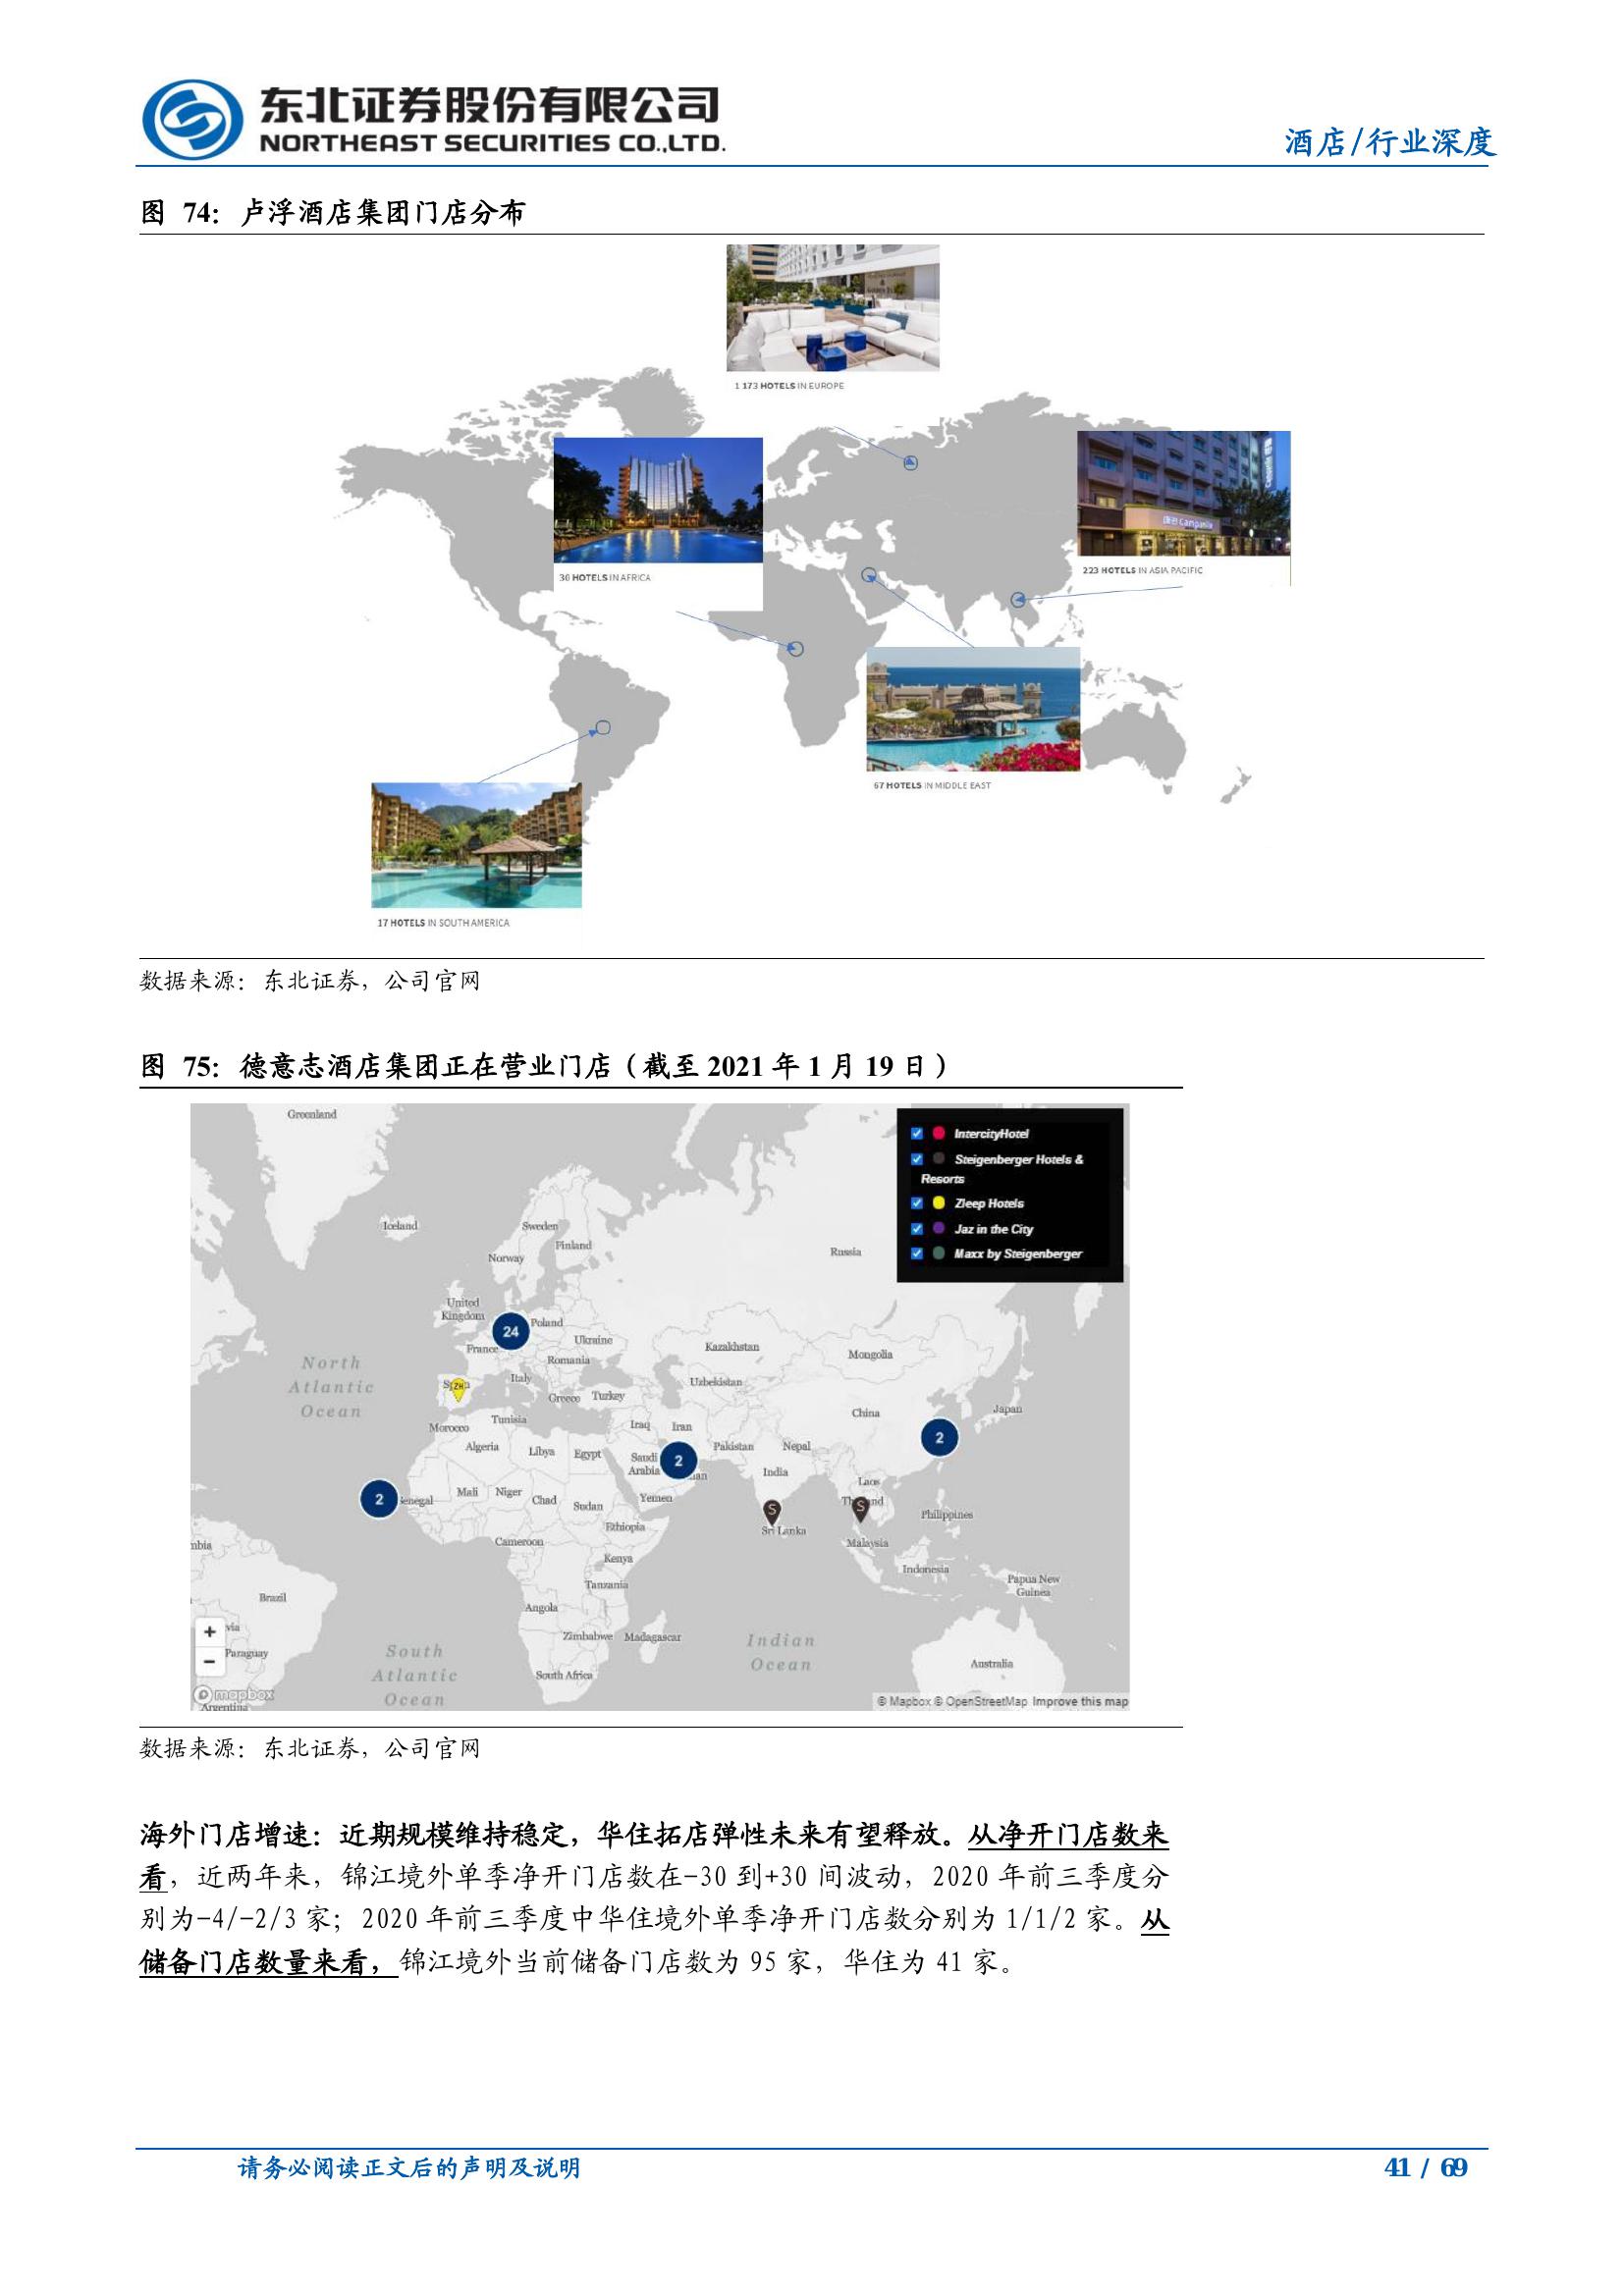 东北证券股份有限公司
NORTHEAST SECURITIES CO.,LTD.
酒店/行业深度
图 74：卢浮酒店集团门店分布
1 173 HOTELS IN EUROPE
223 HOTELS IN ASIA PACIFIC
30 HOTELS IN AFRICA
67 HOTELS IN MIDDLE EAST
17 HOTELS IN SOUTH AMERICA
数据来源：东北证券，公司官网
图 75：德意志酒店集团正在营业门店（截至 2021 年 1 月 19 日）
IntercityHotel
Steigenberger Hotels &
Resorts
Zleep Hotels
Jaz in the City
Maxx by Steigenberger
Greenland
Iceland
Sweden
Finland
Norway
Russia
United
Kingdom
24
Poland
Ukraine
France
Romania
Kazakhstan
Mongolia
North
Atlantic
Ocean
Italy
Uzbekistan
ZH
Greece
Turkey
China
Japan
Morocco
Tunisia
Iraq
Iran
2
Algeria
Libya
Egypt
Saudi
Arabia
2
Pakistan
Nepal
India
Laos
2
Senegal
Mali
Niger
Chad
Sudan
Yemen
S
S
Sri Lanka
Philippines
Ethiopia
Cameroon
Malaysia
Kenya
Indonesia
Papua New
Guinea
Tanzania
Brazil
Angola
Zimbabwe
Madagascar
Paraguay
South
Atlantic
Ocean
Indian
Ocean
South Africa
Australia
mapbox
Argentina
© Mapbox © OpenStreetMap Improve this map
数据来源：东北证券，公司官网
海外门店增速：近期规模维持稳定，华住拓店弹性未来有望释放。从净开门店数来
看，近两年来，锦江境外单季净开门店数在-30 到+30 间波动，2020 年前三季度分
别为-4/-2/3 家；2020 年前三季度中华住境外单季净开门店数分别为 1/1/2 家。从
储备门店数量来看，锦江境外当前储备门店数为 95 家，华住为 41 家。
请务必阅读正文后的声明及说明
41 / 69